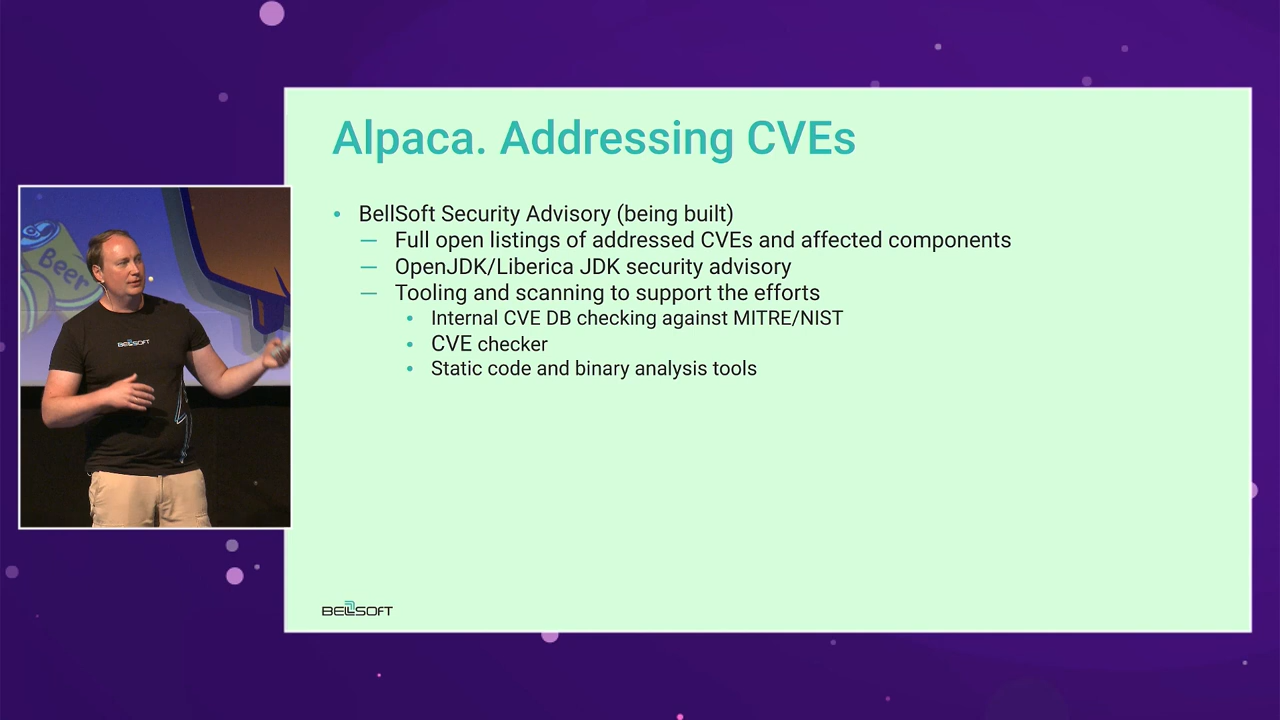 Alpaca. Addressing CVEs
• BellSoft Security Advisory (being built)
— Full open listings of addressed CVEs and affected components
— OpenJDK/Liberica JDK security advisory
— Tooling and scanning to support the efforts
• Internal CVE DB checking against MITRE/NIST
• CVE checker
• Static code and binary analysis tools
Beer
BELLSOFT
BELLSOFT